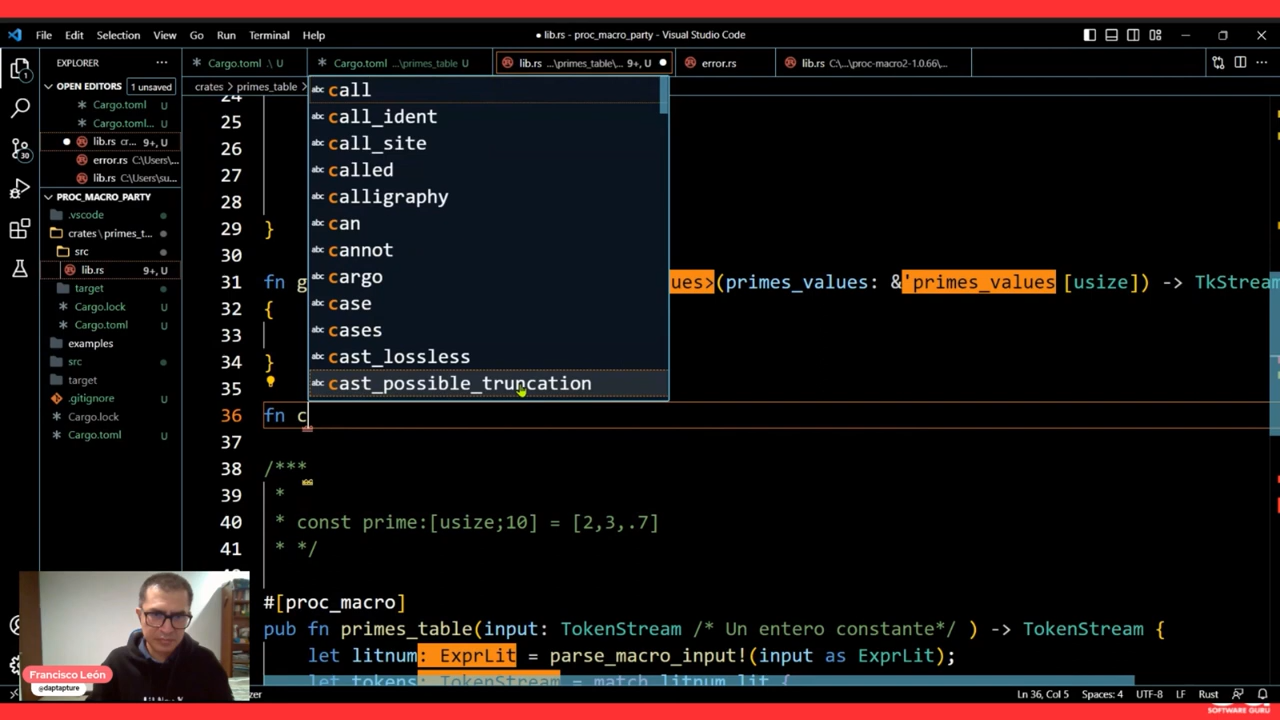 File Edit Selection View Go Run Terminal Help
● lib.rs - proc_macro_party - Visual Studio Code
EXPLORER
Cargo.toml .\ U
Cargo.toml ...\primes_table U
lib.rs ...\primes_table\... 9+, U
error.rs
lib.rs C:\...\proc-macro2-1.0.66\...
OPEN EDITORS 1 unsaved
Cargo.toml
Cargo.toml...
lib.rs cr... 9+, U
error.rs C:\Users\...
lib.rs C:\Users\su...
PROC_MACRO_PARTY
.vscode
crates \ primes_t...
src
lib.rs 9+, U
target
Cargo.lock U
Cargo.toml U
examples
src
target
.gitignore U
Cargo.lock
Cargo.toml U
crates > primes_table >
call
call_ident
call_site
called
calligraphy
can
cannot
cargo
case
cases
cast_lossless
cast_possible_truncation
24
25
26
27
28
29 }
30
31 fn g ues>(primes_values: &'primes_values [usize]) -> TkStream
32 {
33
34 }
35
36 fn c
37
38 /***
39 *
40 * const prime:[usize;10] = [2,3,.7]
41 * */
#[proc_macro]
pub fn primes_table(input: TokenStream /* Un entero constante*/ ) -> TokenStream {
let litnum: ExprLit = parse_macro_input!(input as ExprLit);
let tokens: TokenStream = match litnum.lit {
Francisco León
@daptapture
Ln 36, Col 5 Spaces: 4 UTF-8 LF Rust
SOFTWARE GURU